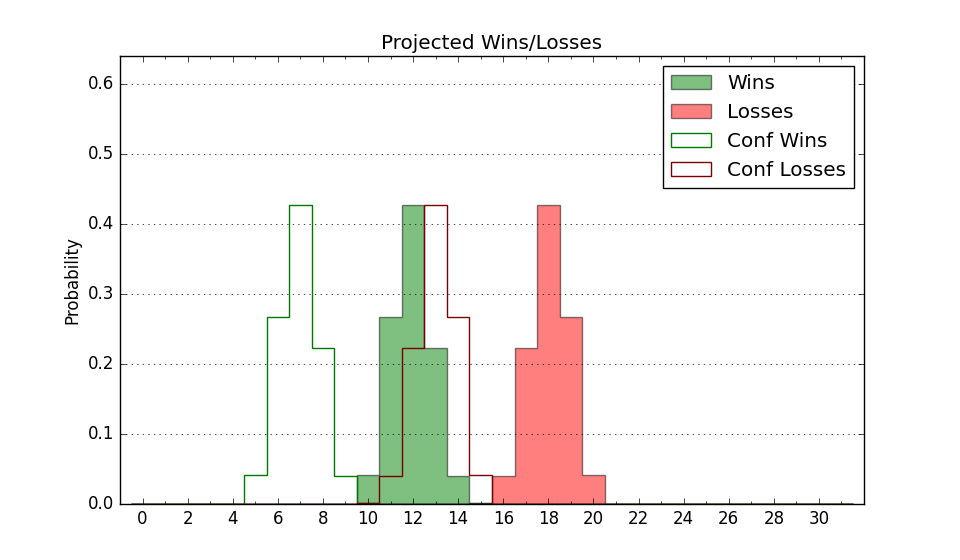 Projected Wins/Losses
Wins
Losses
Conf Wins
Conf Losses
Probability
0.6
0.5
0.4
0.3
0.2
0.1
0.0
0 2 4 6 8 10 12 14 16 18 20 22 24 26 28 30